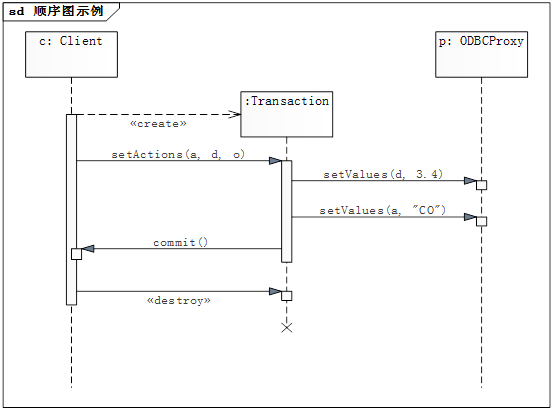 sd 顺序图示例
c: Client
p: ODBCProxy
:Transaction
«create»
setActions(a, d, o)
setValues(d, 3.4)
setValues(a, "CO")
commit()
«destroy»